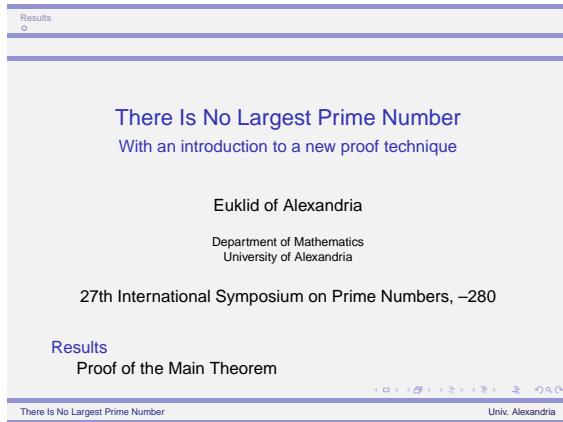 Results
There Is No Largest Prime Number
With an introduction to a new proof technique
Euklid of Alexandria
Department of Mathematics
University of Alexandria
27th International Symposium on Prime Numbers, –280
Results
Proof of the Main Theorem
There Is No Largest Prime Number Univ. Alexandria